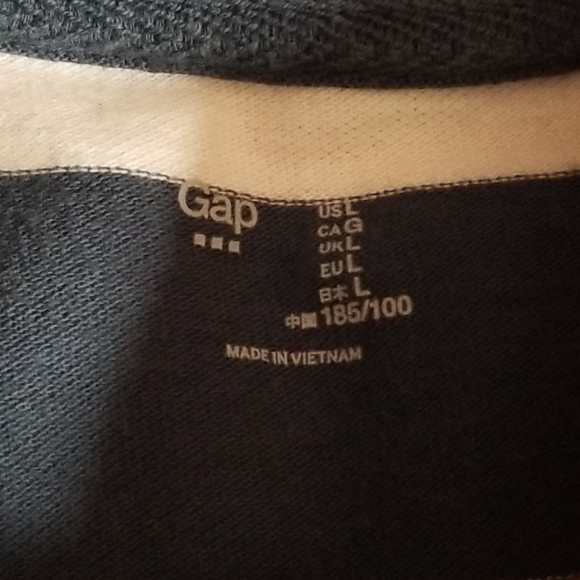 Gap
US L
CA G
UK L
EU L
日本 L
中国 185/100
MADE IN VIETNAM